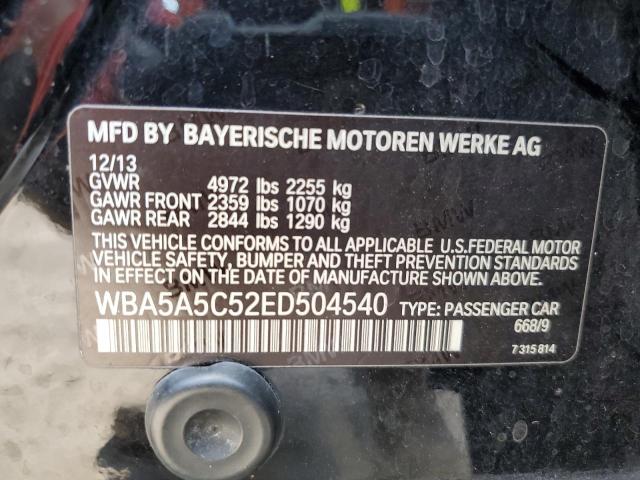 MFD BY BAYERISCHE MOTOREN WERKE AG
12/13
GVWR 4972 lbs 2255 kg
GAWR FRONT 2359 lbs 1070 kg
GAWR REAR 2844 lbs 1290 kg
THIS VEHICLE CONFORMS TO ALL APPLICABLE U.S.FEDERAL MOTOR
VEHICLE SAFETY, BUMPER AND THEFT PREVENTION STANDARDS
IN EFFECT ON THE DATE OF MANUFACTURE SHOWN ABOVE.
WBA5A5C52ED504540 TYPE: PASSENGER CAR
668/9
7 315 814